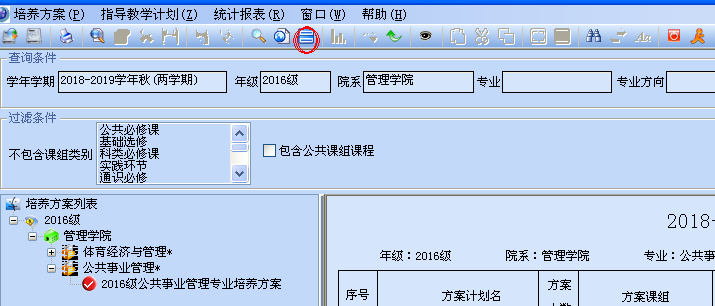 培养方案(P) 指导教学计划(Z) 统计报表(R) 窗口(W) 帮助(H)
查询条件
学年学期 2018-2019学年秋(两学期) 年级 2016级 院系 管理学院 专业 专业方向
过滤条件
不包含课组类别
公共必修课
基础选修
科类必修课
实践环节
通识必修
包含公共课组课程
培养方案列表
2016级
管理学院
体育经济与管理*
公共事业管理*
2016级公共事业管理专业培养方案
2018-
年级:2016级 院系:管理学院 专业:公共事
序号 方案计划名 方案 方案课组